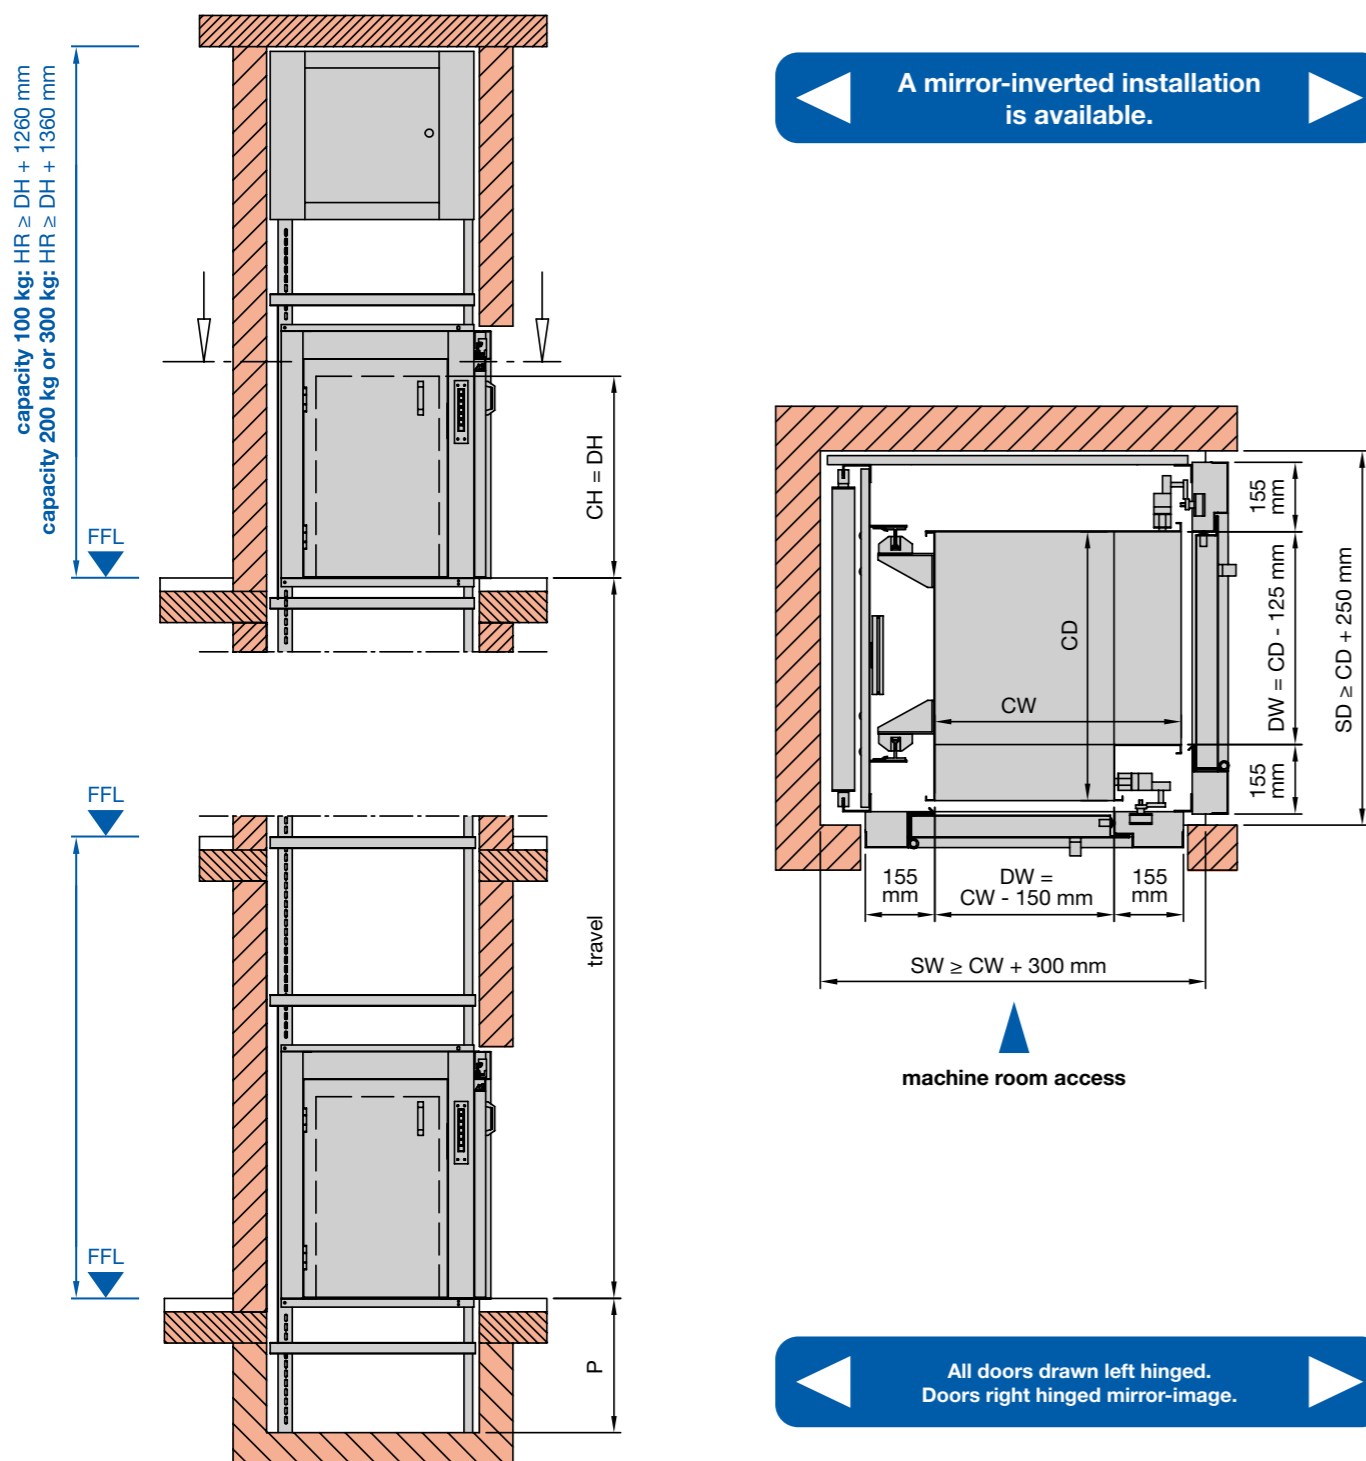 capacity 100 kg: HR ≥ DH + 1260 mm
capacity 200 kg or 300 kg: HR ≥ DH + 1360 mm
FFL
CH = DH
travel
FFL
FFL
P
A mirror-inverted installation
is available.
CD
CW
155
mm
DW = CD - 125 mm
155
mm
SD ≥ CD + 250 mm
155
mm
DW =
CW - 150 mm
155
mm
SW ≥ CW + 300 mm
machine room access
All doors drawn left hinged.
Doors right hinged mirror-image.